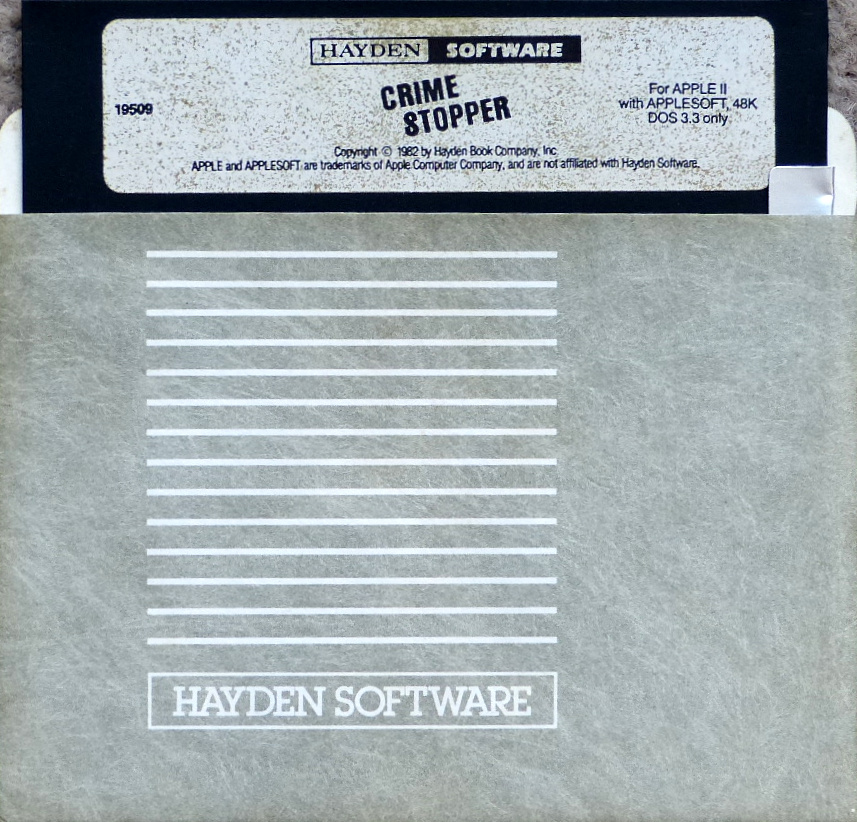 HAYDEN SOFTWARE
CRIME
STOPPER
19509
For APPLE II
with APPLESOFT, 48K
DOS 3.3 only
Copyright © 1982 by Hayden Book Company, Inc.
APPLE and APPLESOFT are trademarks of Apple Computer Company, and are not affiliated with Hayden Software.
HAYDEN SOFTWARE